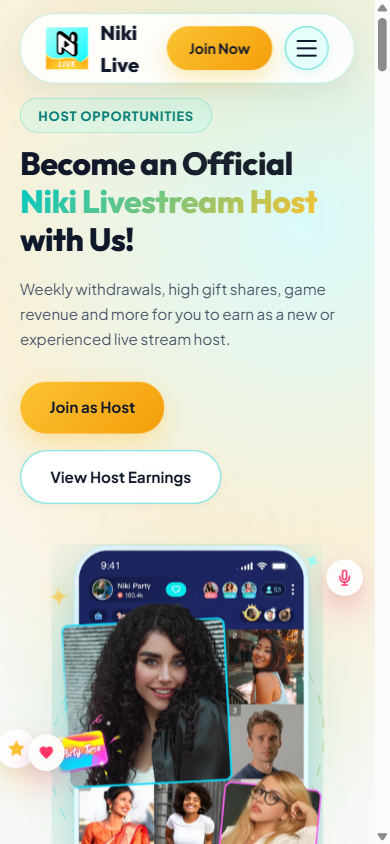 LIVE
Niki
Live
Join Now
HOST OPPORTUNITIES
Become an Official
Niki Livestream Host
with Us!
Weekly withdrawals, high gift shares, game
revenue and more for you to earn as a new or
experienced live stream host.
Join as Host
View Host Earnings
9:41
Niki Party
160.4k
53
Party Time